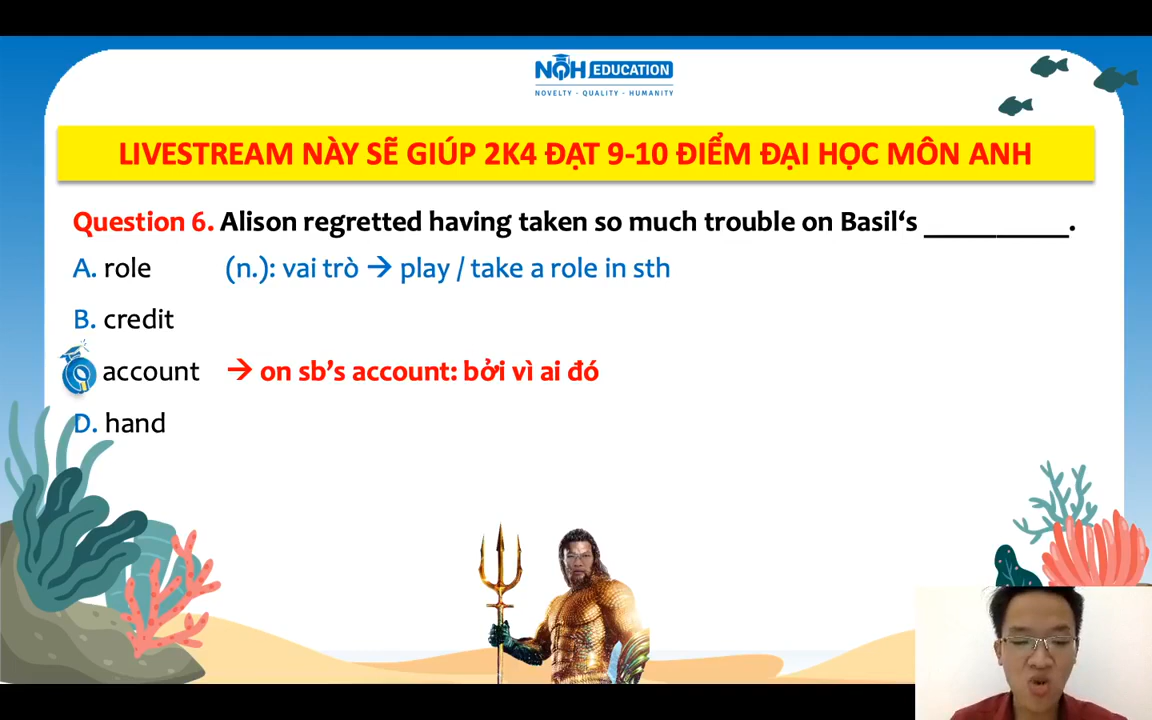 NQH EDUCATION
NOVELTY - QUALITY - HUMANITY
LIVESTREAM NÀY SẼ GIÚP 2K4 ĐẠT 9-10 ĐIỂM ĐẠI HỌC MÔN ANH
Question 6. Alison regretted having taken so much trouble on Basil‘s __________.
A. role (n.): vai trò → play / take a role in sth
B. credit
account → on sb’s account: bởi vì ai đó
D. hand